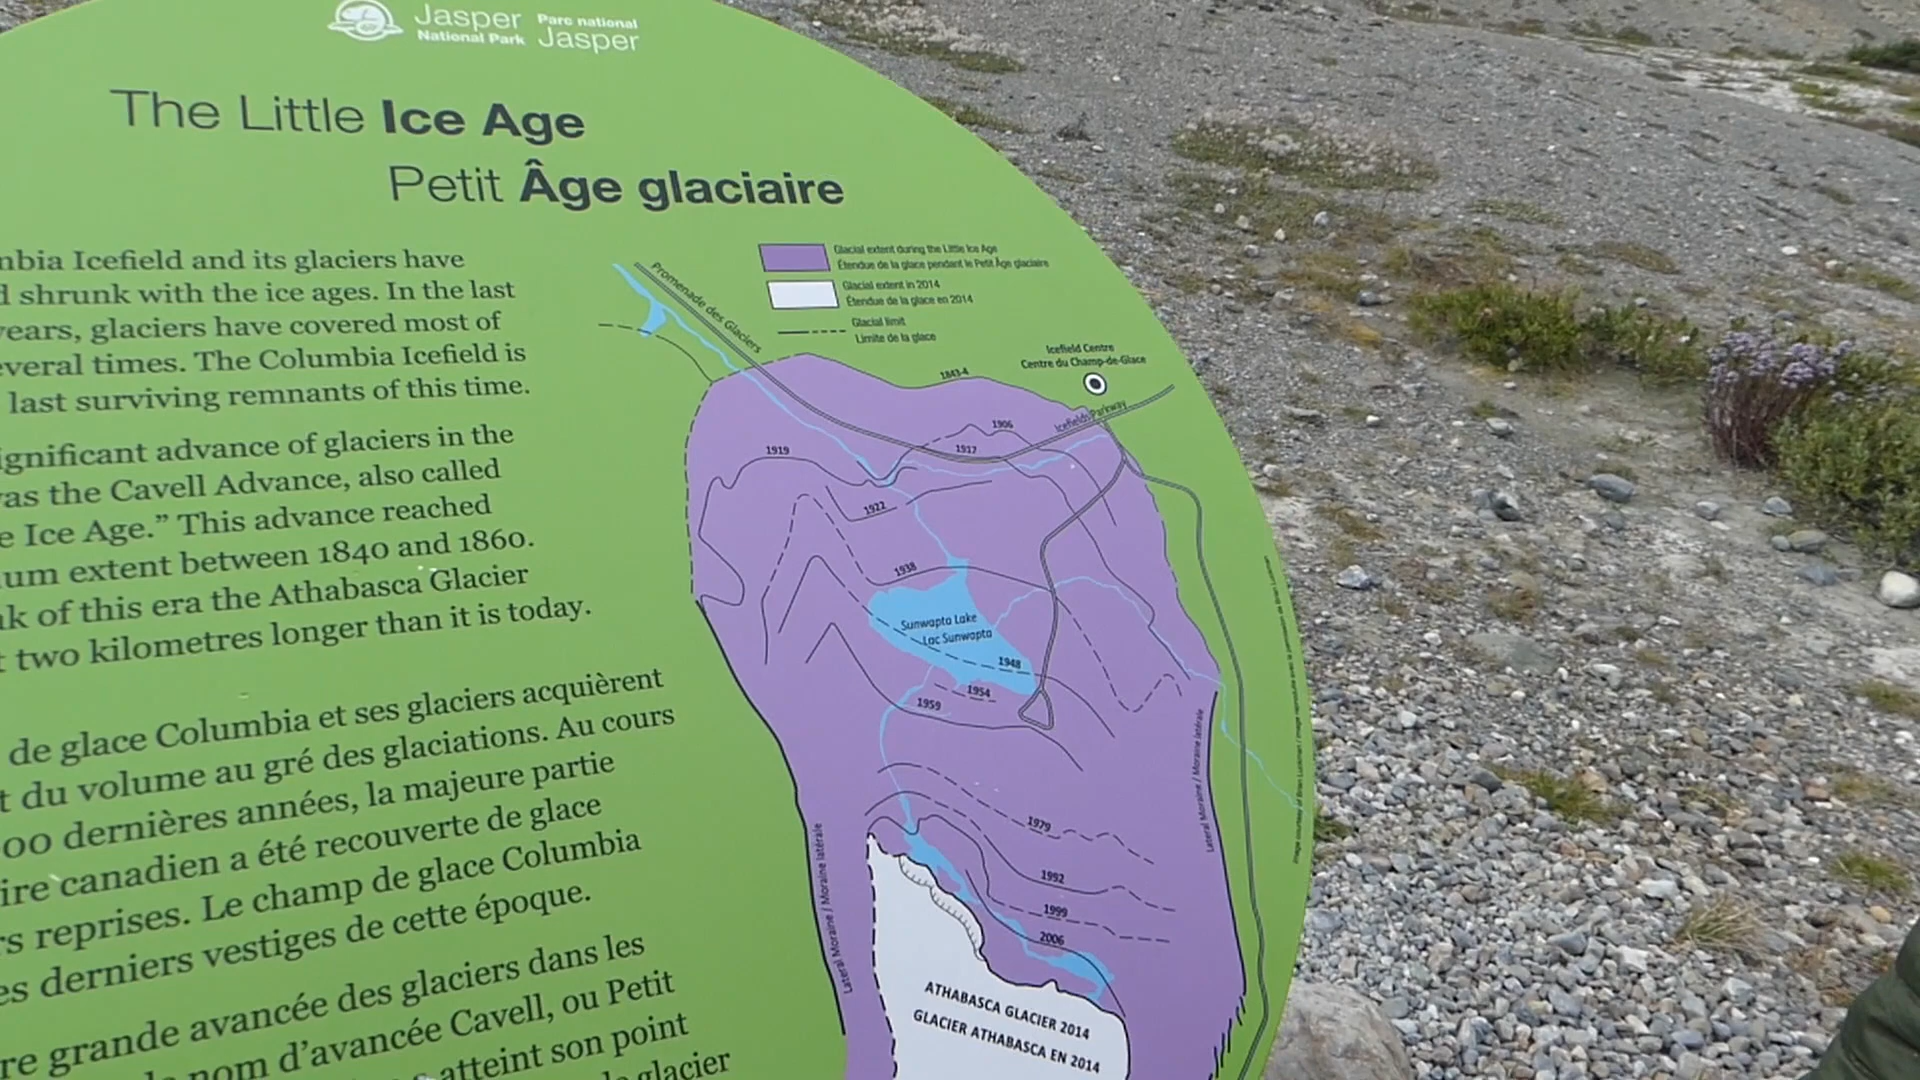 Jasper
National Park
Parc national
Jasper
The Little Ice Age
Petit Âge glaciaire
nbia Icefield and its glaciers have
d shrunk with the ice ages. In the last
years, glaciers have covered most of
everal times. The Columbia Icefield is
last surviving remnants of this time.
ignificant advance of glaciers in the
as the Cavell Advance, also called
e Ice Age.” This advance reached
um extent between 1840 and 1860.
ak of this era the Athabasca Glacier
t two kilometres longer than it is today.
de glace Columbia et ses glaciers acquièrent
t du volume au gré des glaciations. Au cours
00 dernières années, la majeure partie
ire canadien a été recouverte de glace
rs reprises. Le champ de glace Columbia
es derniers vestiges de cette époque.
re grande avancée des glaciers dans les
nom d’avancée Cavell, ou Petit
atteint son point
glacier
Glacial extent during the Little Ice Age
Étendue de la glace pendant le Petit Âge glaciaire
Glacial extent in 2014
Étendue de la glace en 2014
Glacial limit
Limite de la glace
Promenade des Glaciers
Icefield Centre
Centre du Champ-de-Glace
Icefields Parkway
1843-4
1906
1917
1919
1922
1938
Sunwapta Lake
Lac Sunwapta
1948
1954
1959
1979
1992
1999
2006
Lateral Moraine / Moraine latérale
Lateral Moraine / Moraine latérale
ATHABASCA GLACIER 2014
GLACIER ATHABASCA EN 2014